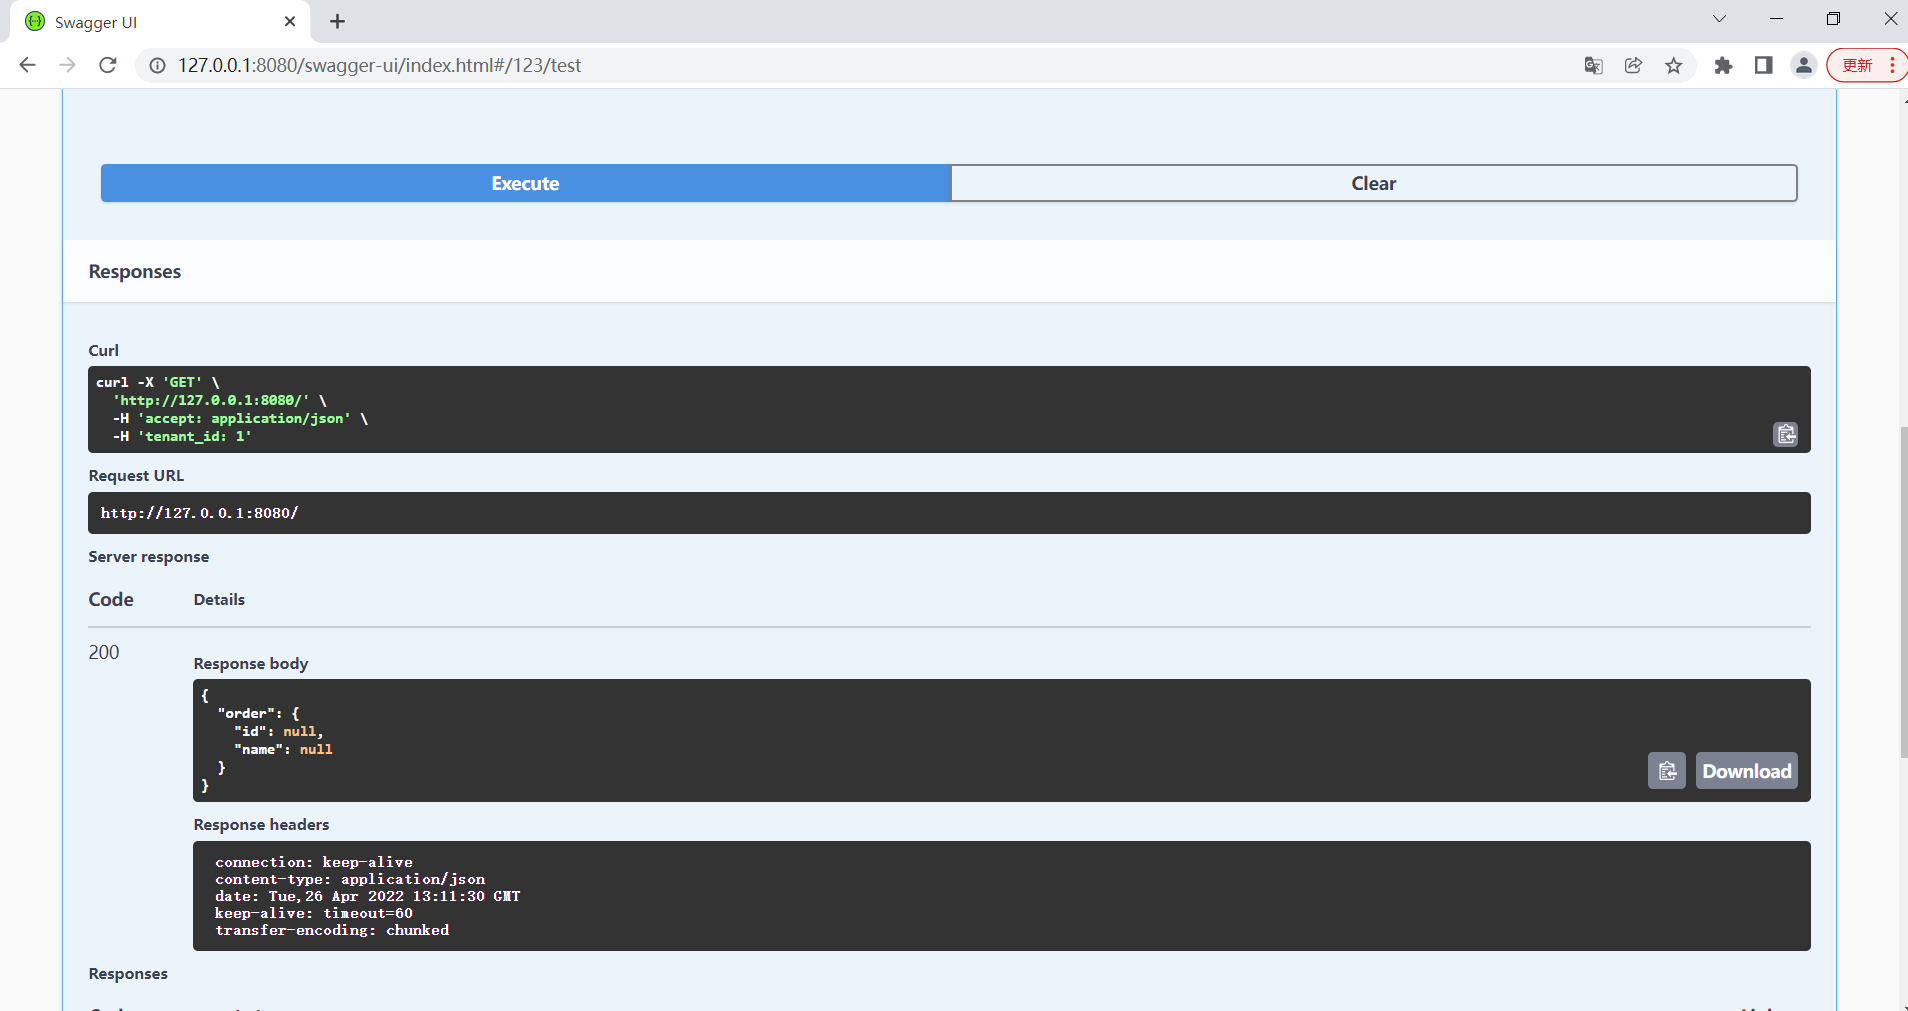 Swagger UI
127.0.0.1:8080/swagger-ui/index.html#/123/test
更新
Execute
Clear
Responses
Curl
curl -X 'GET' \
'http://127.0.0.1:8080/' \
-H 'accept: application/json' \
-H 'tenant_id: 1'
Request URL
http://127.0.0.1:8080/
Server response
Code
Details
200
Response body
{
"order": {
"id": null,
"name": null
}
}
Download
Response headers
connection: keep-alive
content-type: application/json
date: Tue,26 Apr 2022 13:11:30 GMT
keep-alive: timeout=60
transfer-encoding: chunked
Responses